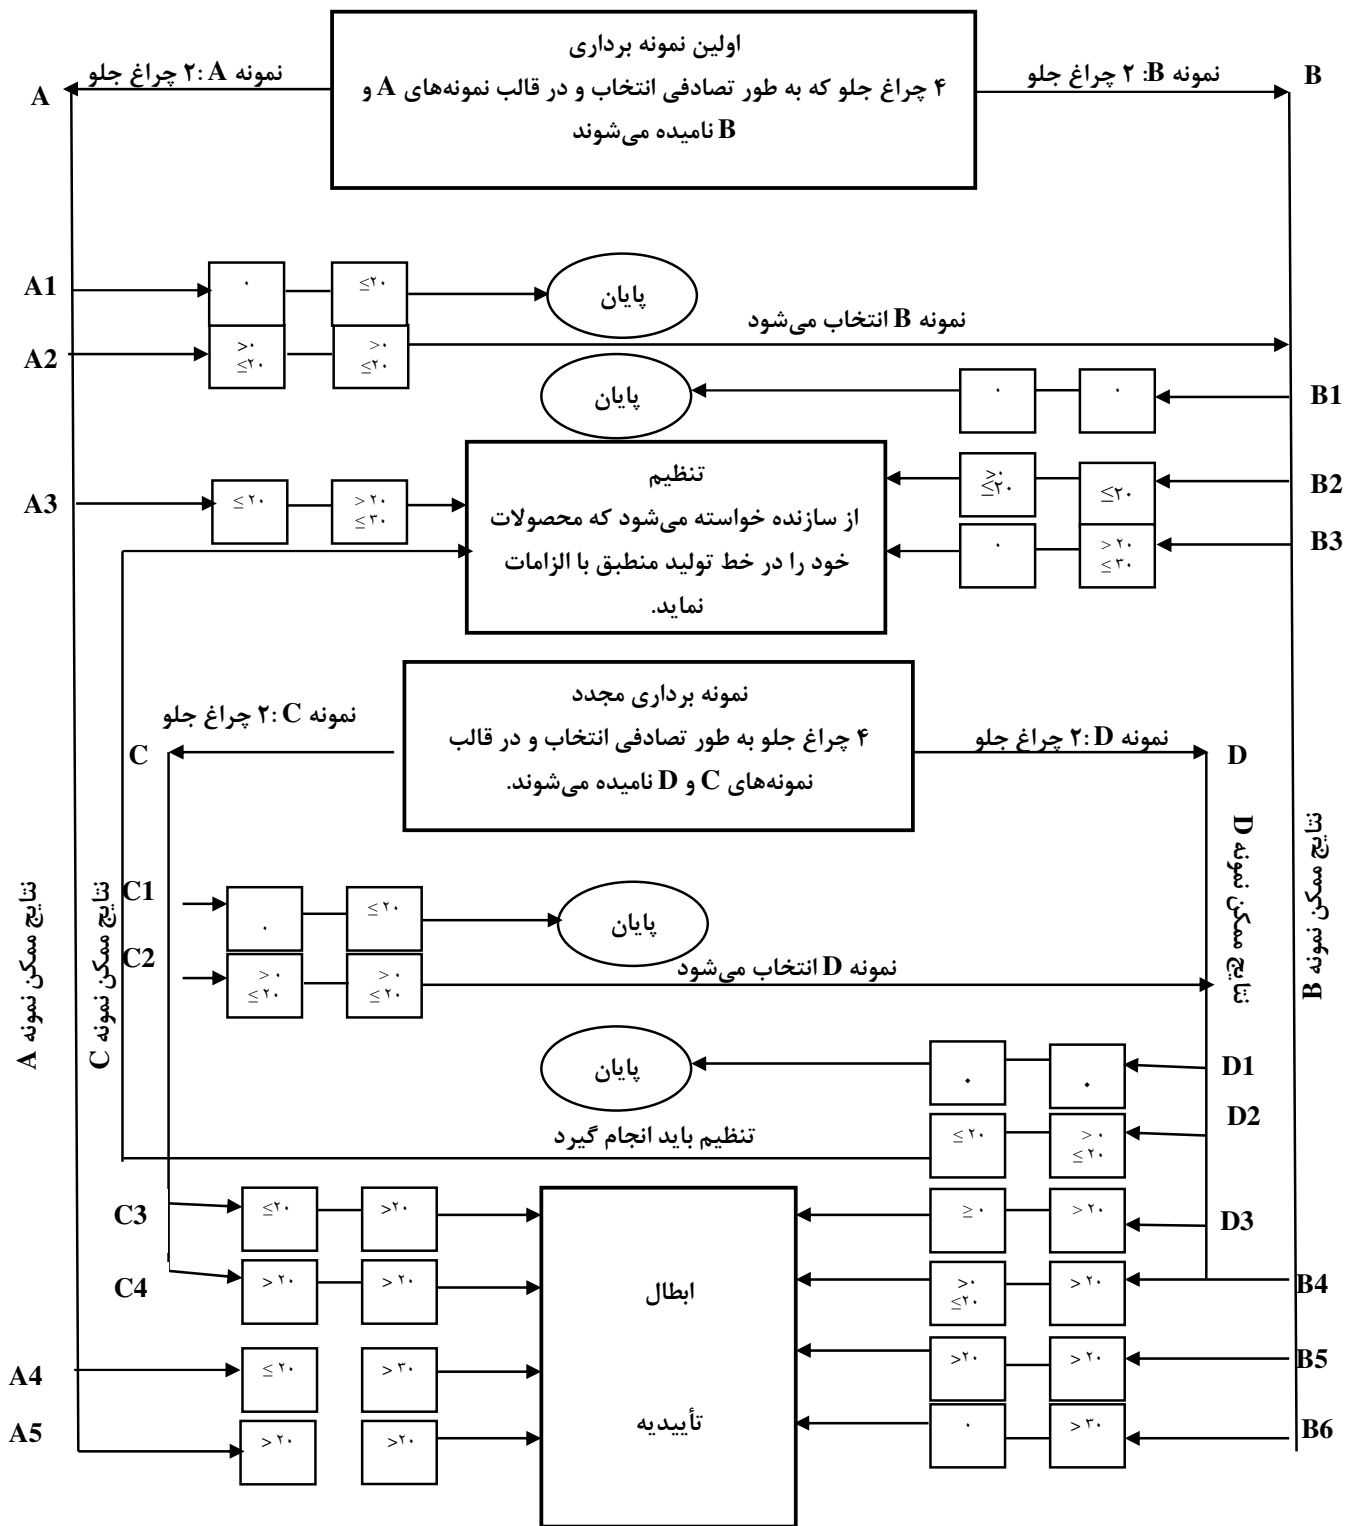 اولین نمونه برداری
۴ چراغ جلو که به طور تصادفی انتخاب و در قالب نمونه‌های A و
B نامیده می‌شوند
نمونه A :۲ چراغ جلو
نمونه B: ۲ چراغ جلو
A
B
A1
۰
≤۲۰
پایان
A2
>۰
≤۲۰
>۰
≤۲۰
نمونه B انتخاب می‌شود
پایان
۰
۰
B1
A3
≤۲۰
>۲۰
≤۳۰
تنظیم
از سازنده خواسته می‌شود که محصولات
خود را در خط تولید منطبق با الزامات
نماید.
>۰
≤۲۰
≤۲۰
B2
۰
>۲۰
≤۳۰
B3
نمونه برداری مجدد
۴ چراغ جلو به طور تصادفی انتخاب و در قالب
نمونه‌های C و D نامیده می‌شوند.
نمونه C :۲ چراغ جلو
نمونه D :۲ چراغ جلو
C
D
نتایج ممکن نمونه A
نتایج ممکن نمونه C
نتایج ممکن نمونه D
نتایج ممکن نمونه B
C1
۰
≤۲۰
پایان
C2
>۰
≤۲۰
>۰
≤۲۰
نمونه D انتخاب می‌شود
پایان
۰
۰
D1
تنظیم باید انجام گیرد
≤۲۰
>۰
≤۲۰
D2
C3
≤۲۰
>۲۰
≥۰
>۲۰
D3
C4
>۲۰
>۲۰
ابطال
تأییدیه
>۰
≤۲۰
>۲۰
B4
A4
≤۲۰
>۳۰
>۲۰
>۲۰
B5
A5
>۲۰
>۲۰
۰
>۳۰
B6